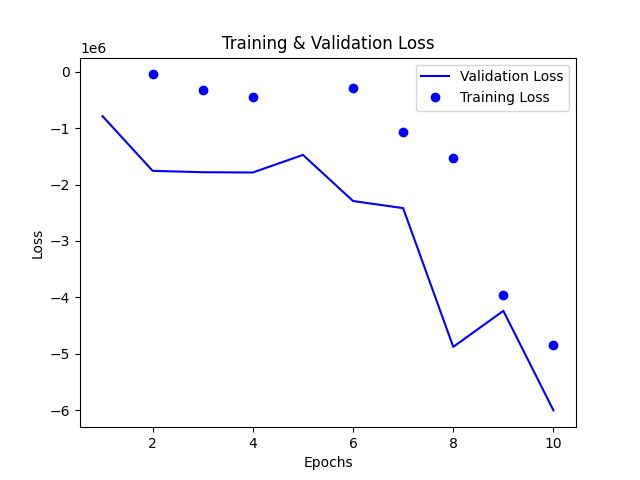 Training & Validation Loss
1e6
0
−1
−2
−3
−4
−5
−6
Loss
Validation Loss
Training Loss
2
4
6
8
10
Epochs